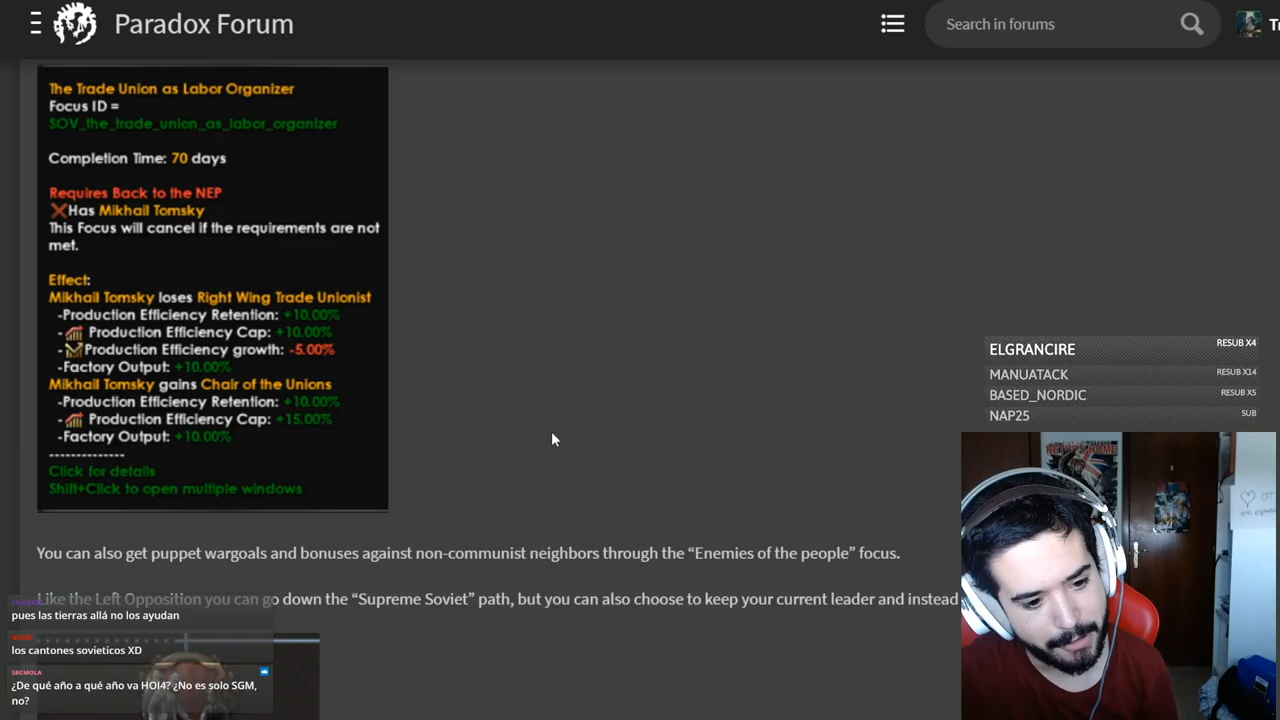 Paradox Forum
Search in forums
The Trade Union as Labor Organizer
Focus ID =
SOV_the_trade_union_as_labor_organizer
Completion Time: 70 days
Requires Back to the NEP
Has Mikhail Tomsky
This Focus will cancel if the requirements are not
met.
Effect:
Mikhail Tomsky loses Right Wing Trade Unionist
-Production Efficiency Retention: +10.00%
- Production Efficiency Cap: +10.00%
- Production Efficiency growth: -5.00%
-Factory Output: +10.00%
Mikhail Tomsky gains Chair of the Unions
-Production Efficiency Retention: +10.00%
- Production Efficiency Cap: +15.00%
-Factory Output: +10.00%
--------------
Click for details
Shift+Click to open multiple windows
You can also get puppet wargoals and bonuses against non-communist neighbors through the “Enemies of the people” focus.
Like the Left Opposition you can go down the “Supreme Soviet” path, but you can also choose to keep your current leader and instead
pues las tierras allá no los ayudan
los cantones sovieticos XD
SBCMOLA
¿De qué año a qué año va HOI4? ¿No es solo SGM,
no?
ELGRANCIRE RESUB X4
MANUATACK RESUB X14
BASED_NORDIC RESUB X5
NAP25 SUB